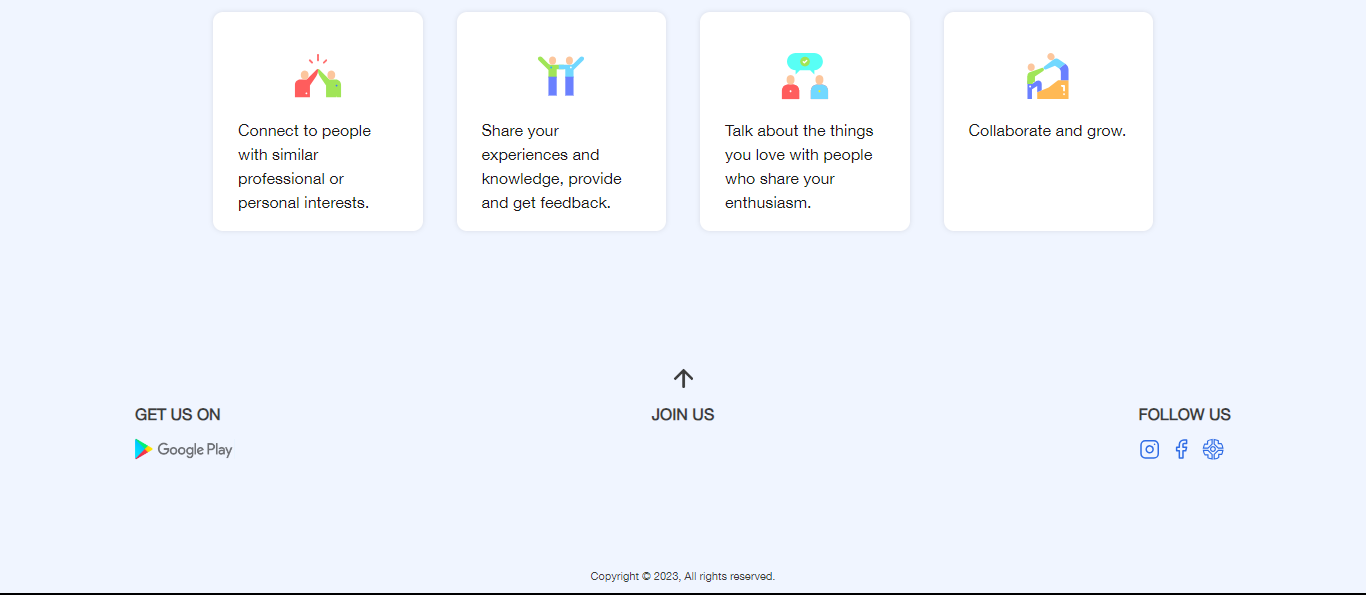 Connect to people
with similar
professional or
personal interests.
Share your
experiences and
knowledge, provide
and get feedback.
Talk about the things
you love with people
who share your
enthusiasm.
Collaborate and grow.
GET US ON
Google Play
JOIN US
FOLLOW US
Copyright © 2023, All rights reserved.